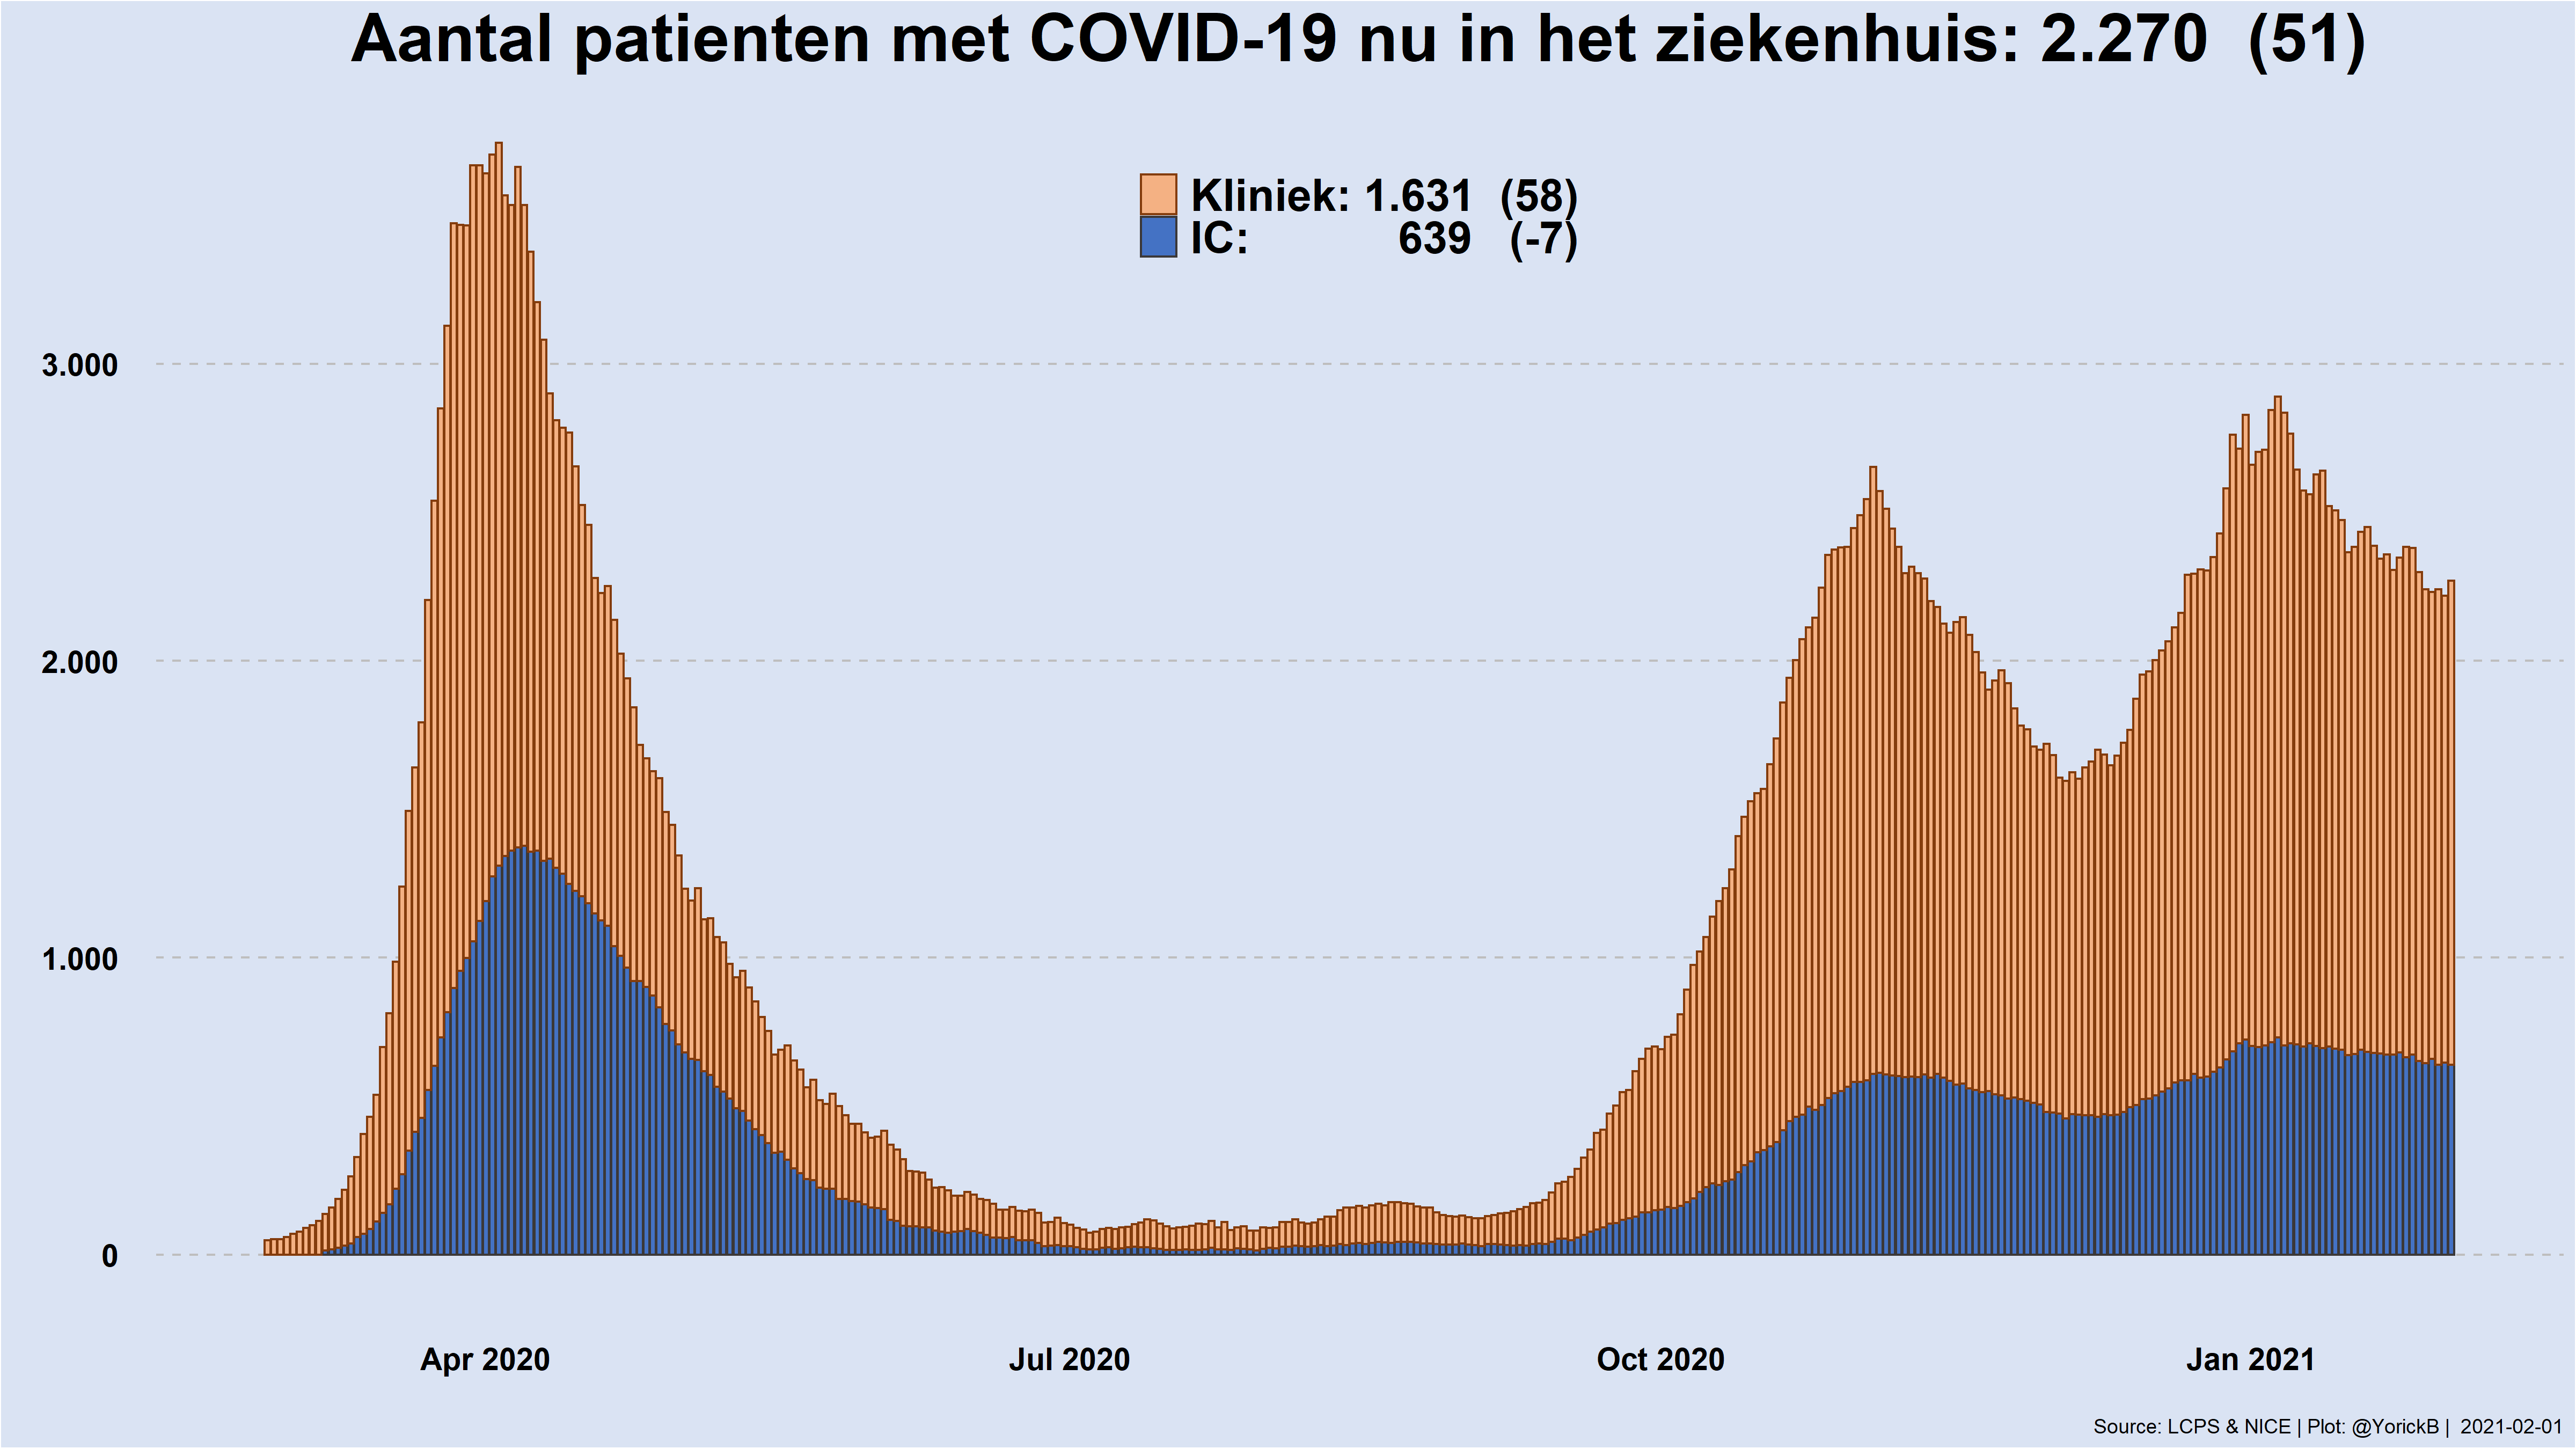 Aantal patienten met COVID-19 nu in het ziekenhuis: 2.270 (51)
Kliniek: 1.631 (58)
IC: 639 (-7)
3.000
2.000
1.000
0
Apr 2020
Jul 2020
Oct 2020
Jan 2021
Source: LCPS & NICE | Plot: @YorickB | 2021-02-01